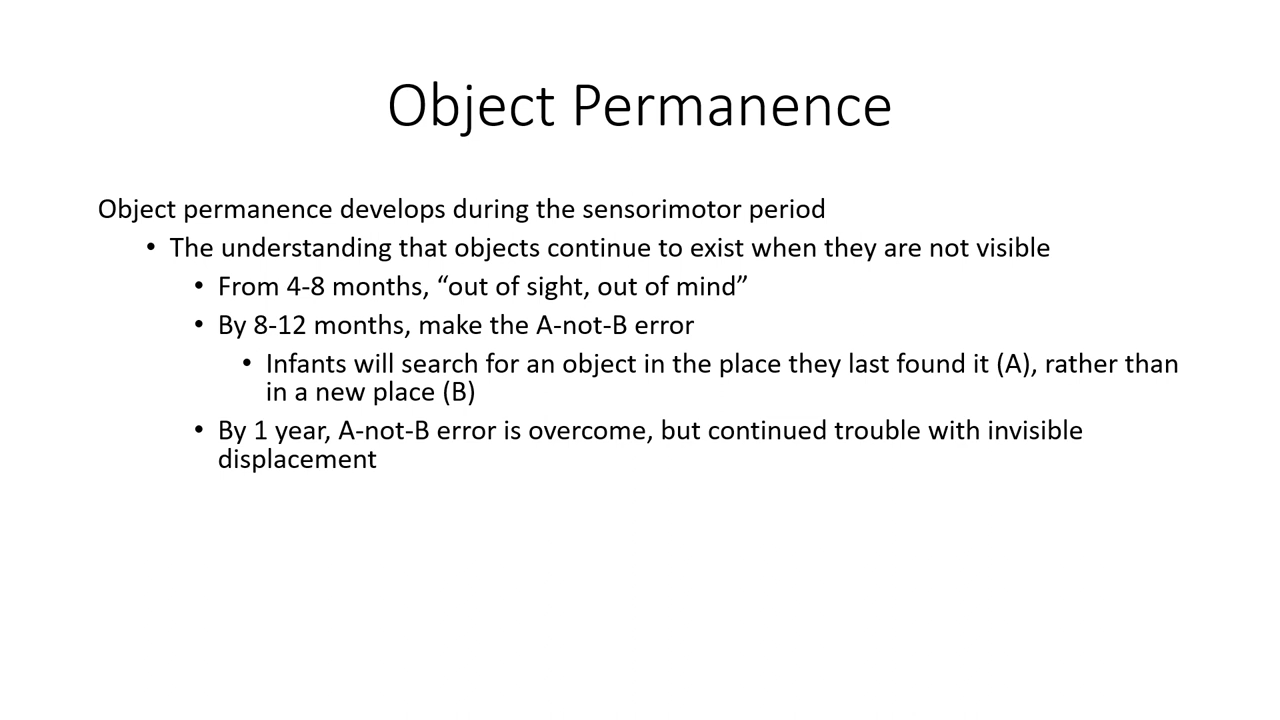 Object Permanence
Object permanence develops during the sensorimotor period
• The understanding that objects continue to exist when they are not visible
• From 4-8 months, “out of sight, out of mind”
• By 8-12 months, make the A-not-B error
• Infants will search for an object in the place they last found it (A), rather than
in a new place (B)
• By 1 year, A-not-B error is overcome, but continued trouble with invisible
displacement